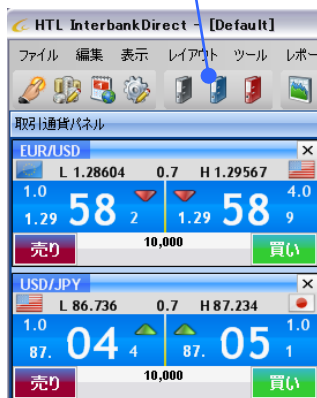 HTL InterbankDirect - [Default]
ファイル 編集 表示 レイアウト ツール レポー
取引通貨パネル
EUR/USD
L 1.28604 0.7 H 1.29567
1.0 4.0
1.29 58 2 1.29 58 9
売り 10,000 買い
USD/JPY
L 86.736 0.7 H 87.234
1.0 1.0
87. 04 4 87. 05 1
売り 10,000 買い